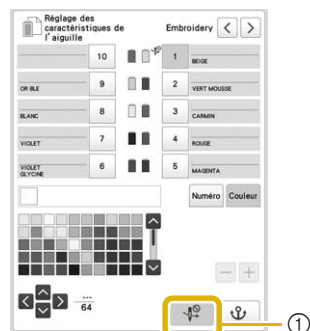 Réglage des
caractéristiques de
l'aiguille
Embroidery < >
10 1 BEIGE
OR BLE 9 2 VERT MOUSSE
BLANC 8 3 CARMIN
VIOLET 7 4 ROUGE
VIOLET
GLYCINE 6 5 MAGENTA
Numéro Couleur
- +
---
64
①